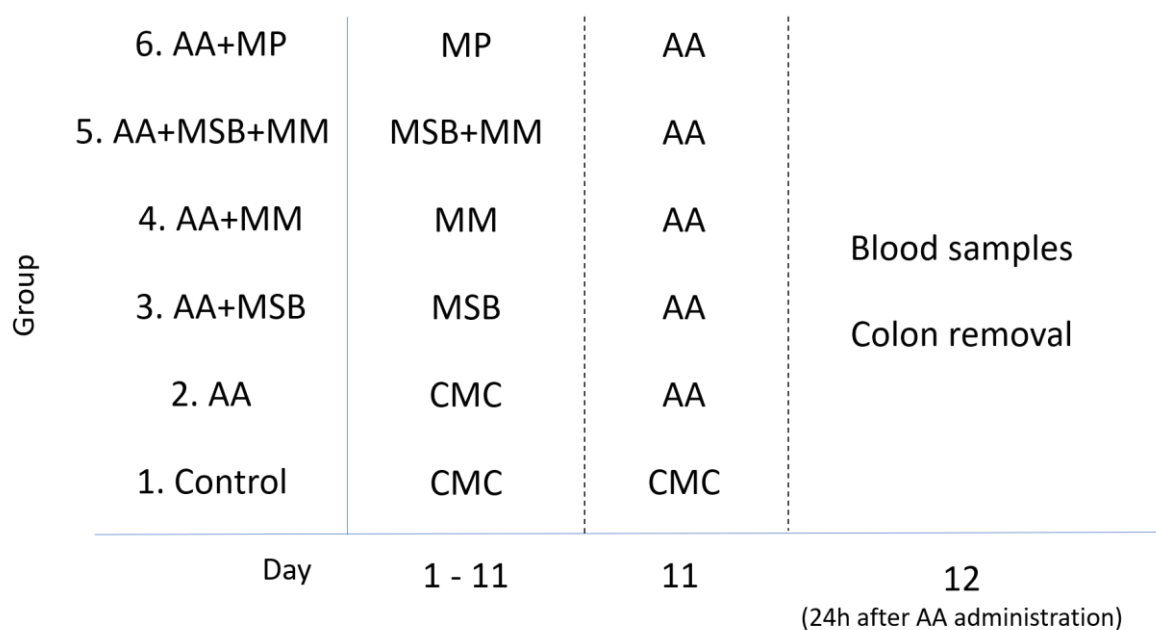 6. AA+MP MP AA
5. AA+MSB+MM MSB+MM AA
4. AA+MM MM AA
Blood samples
Group
3. AA+MSB MSB AA
Colon removal
2. AA CMC AA
1. Control CMC CMC
Day 1 - 11 11 12
(24h after AA administration)